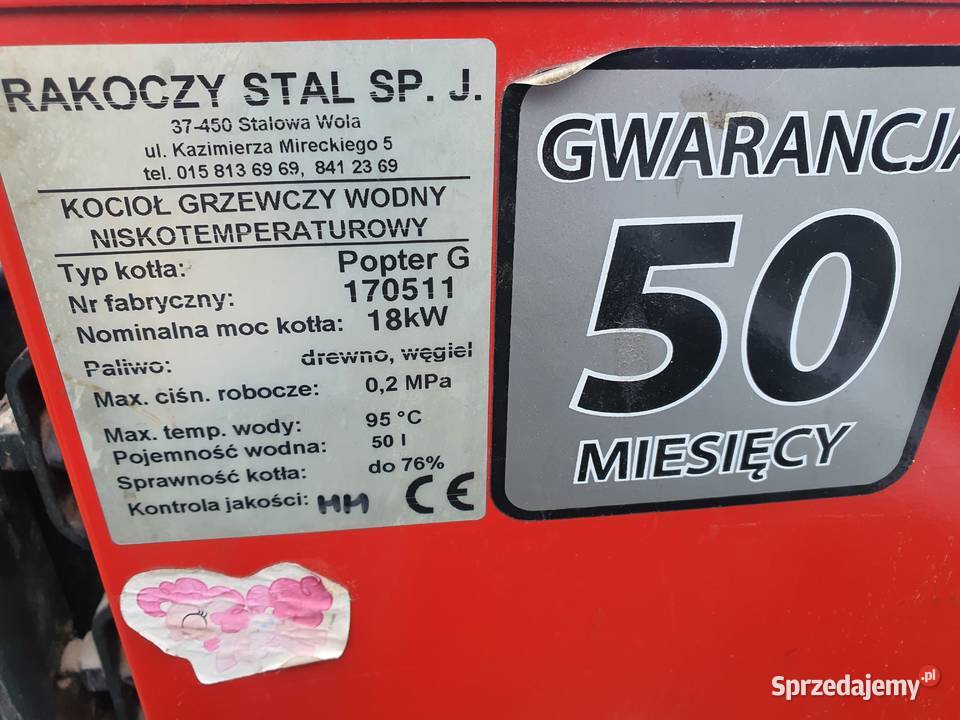 RAKOCZY STAL SP. J.
37-450 Stalowa Wola
ul. Kazimierza Mireckiego 5
tel. 015 813 69 69, 841 23 69
KOCIOŁ GRZEWCZY WODNY
NISKOTEMPERATUROWY
Typ kotła: Popter G
Nr fabryczny: 170511
Nominalna moc kotła: 18kW
Paliwo: drewno, węgiel
Max. ciśn. robocze: 0,2 MPa
Max. temp. wody: 95 °C
Pojemność wodna: 50 l
Sprawność kotła: do 76%
Kontrola jakości: HM CE
GWARANCJA
50
MIESIĘCY
Sprzedajemy.pl